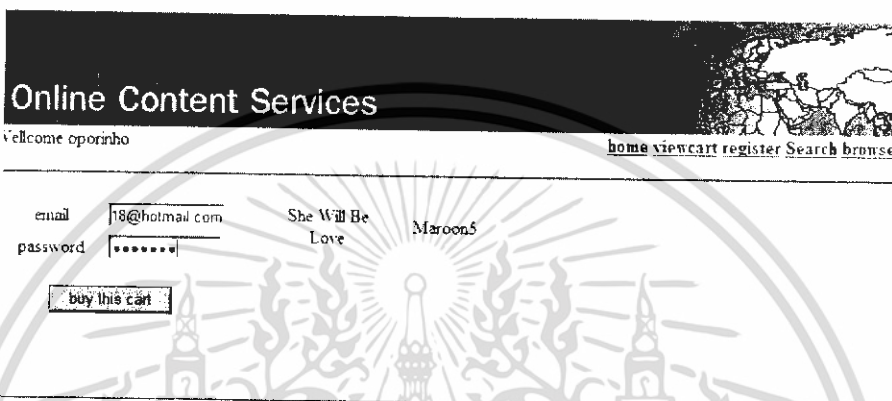 Online Content Services
Vellcome oporinho
home viewcart register Search browse
email 18@hotmail.com She Will Be Love Maroon5
password •••••••
buy this cart